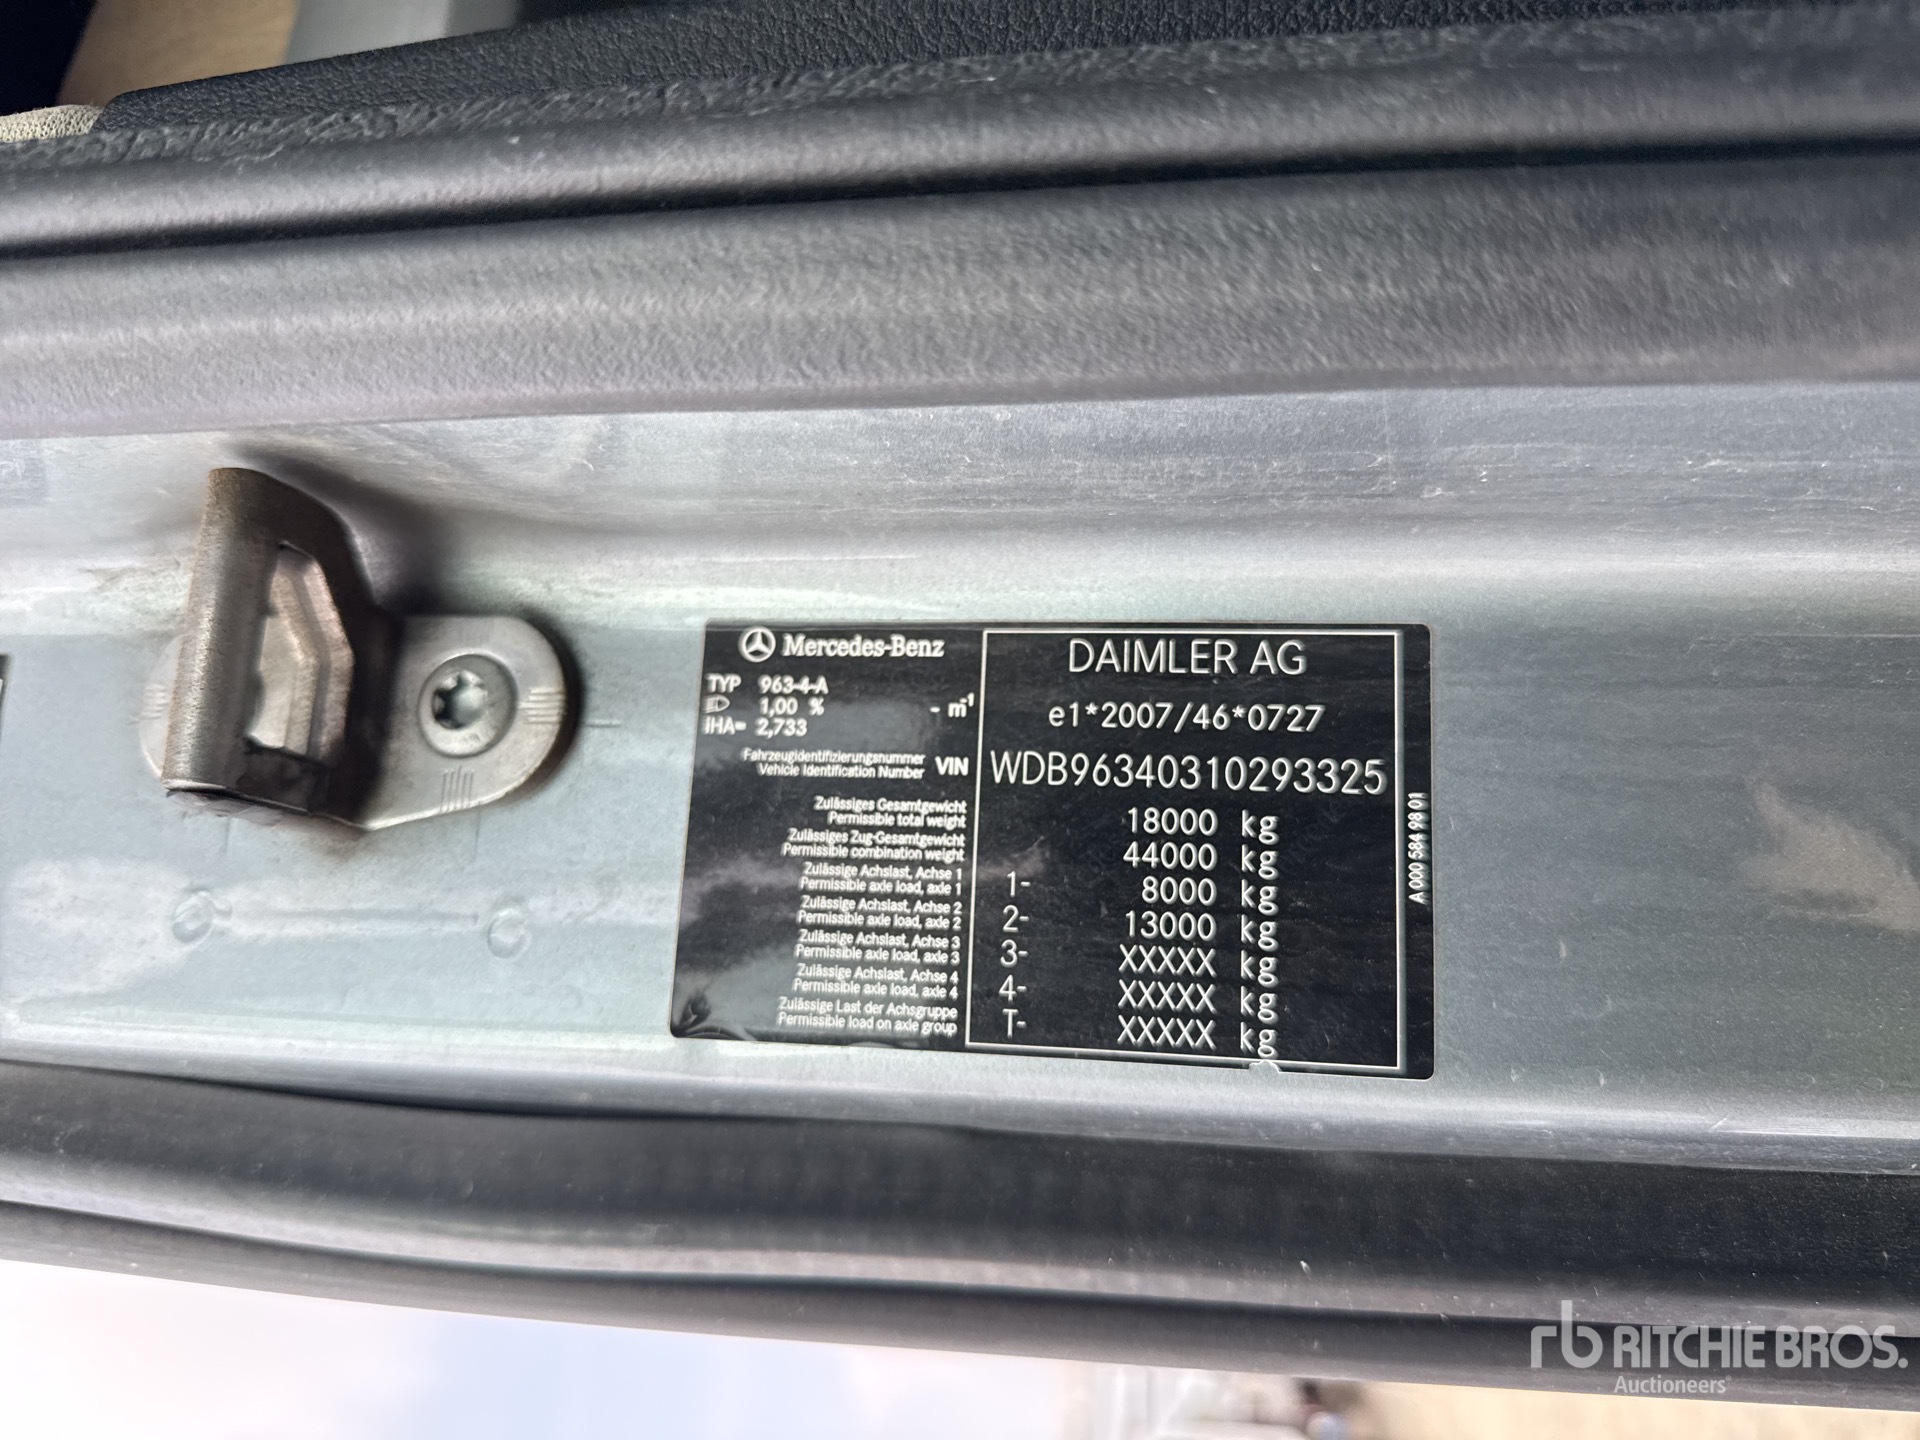 Mercedes-Benz
TYP 963-4-A
1,00 % - m-1
iHA= 2,733
DAIMLER AG
e1*2007/46*0727
Fahrzeugidentifizierungsnummer
Vehicle Identification Number VIN WDB96340310293325
Zulässiges Gesamtgewicht
Permissible total weight 18000 kg
Zulässiges Zug-Gesamtgewicht
Permissible combination weight 44000 kg
Zulässige Achslast, Achse 1
Permissible axle load, axle 1 1- 8000 kg
Zulässige Achslast, Achse 2
Permissible axle load, axle 2 2- 13000 kg
Zulässige Achslast, Achse 3
Permissible axle load, axle 3 3- XXXXX kg
Zulässige Achslast, Achse 4
Permissible axle load, axle 4 4- XXXXX kg
Zulässige Last der Achsgruppe
Permissible load on axle group T- XXXXX kg
A 000 584 98 01
rb RITCHIE BROS.
Auctioneers